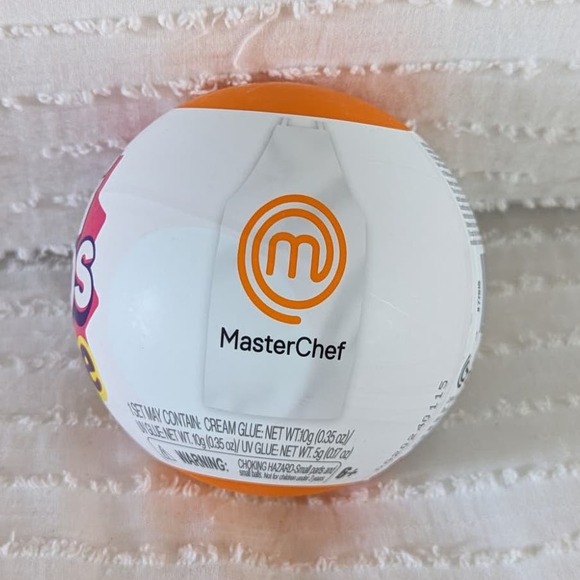 m
MasterChef
1 SET MAY CONTAIN: CREAM GLUE: NET WT:10g (0.35 oz)/
GLUE: NET WT. 10g (0.35 oz)/ UV GLUE: NET WT. 5g (0.17 oz)
WARNING: CHOKING HAZARD-Small parts and
small balls. Not for children under 3 years.
6+